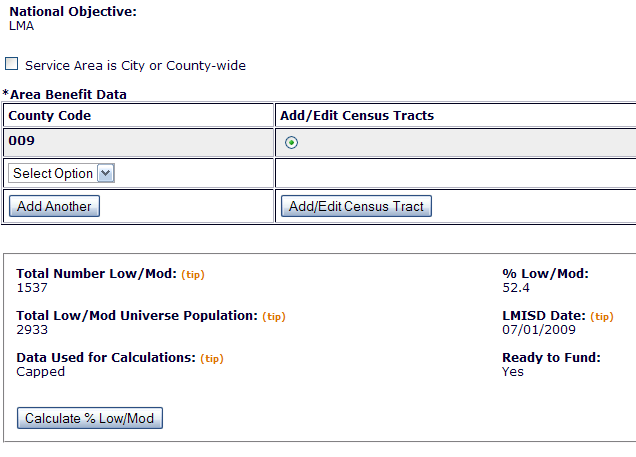 National Objective:
LMA
Service Area is City or County-wide
*Area Benefit Data
County Code Add/Edit Census Tracts
009
Select Option
Add Another Add/Edit Census Tract
Total Number Low/Mod: (tip) % Low/Mod:
1537 52.4
Total Low/Mod Universe Population: (tip) LMISD Date: (tip)
2933 07/01/2009
Data Used for Calculations: (tip) Ready to Fund:
Capped Yes
Calculate % Low/Mod